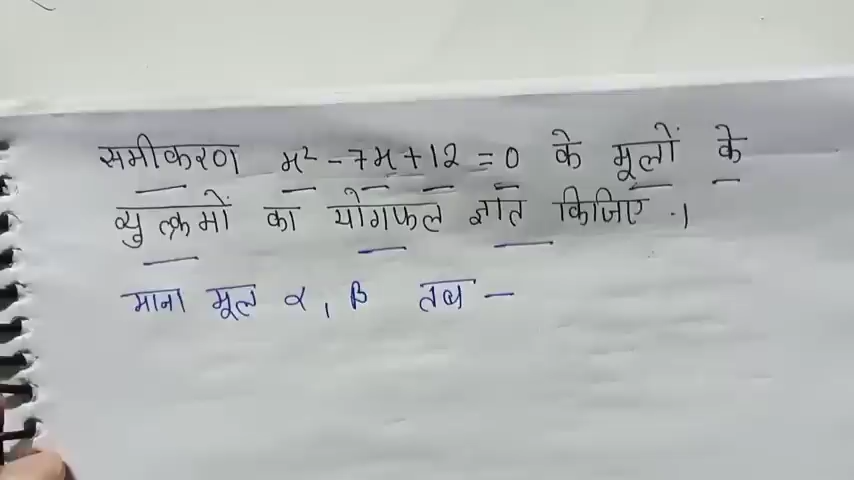 समीकरण x² - 7x + 12 = 0 के मूलों के
व्युत्क्रमों का योगफल ज्ञात किजिए ।
माना मूल α, β तब —